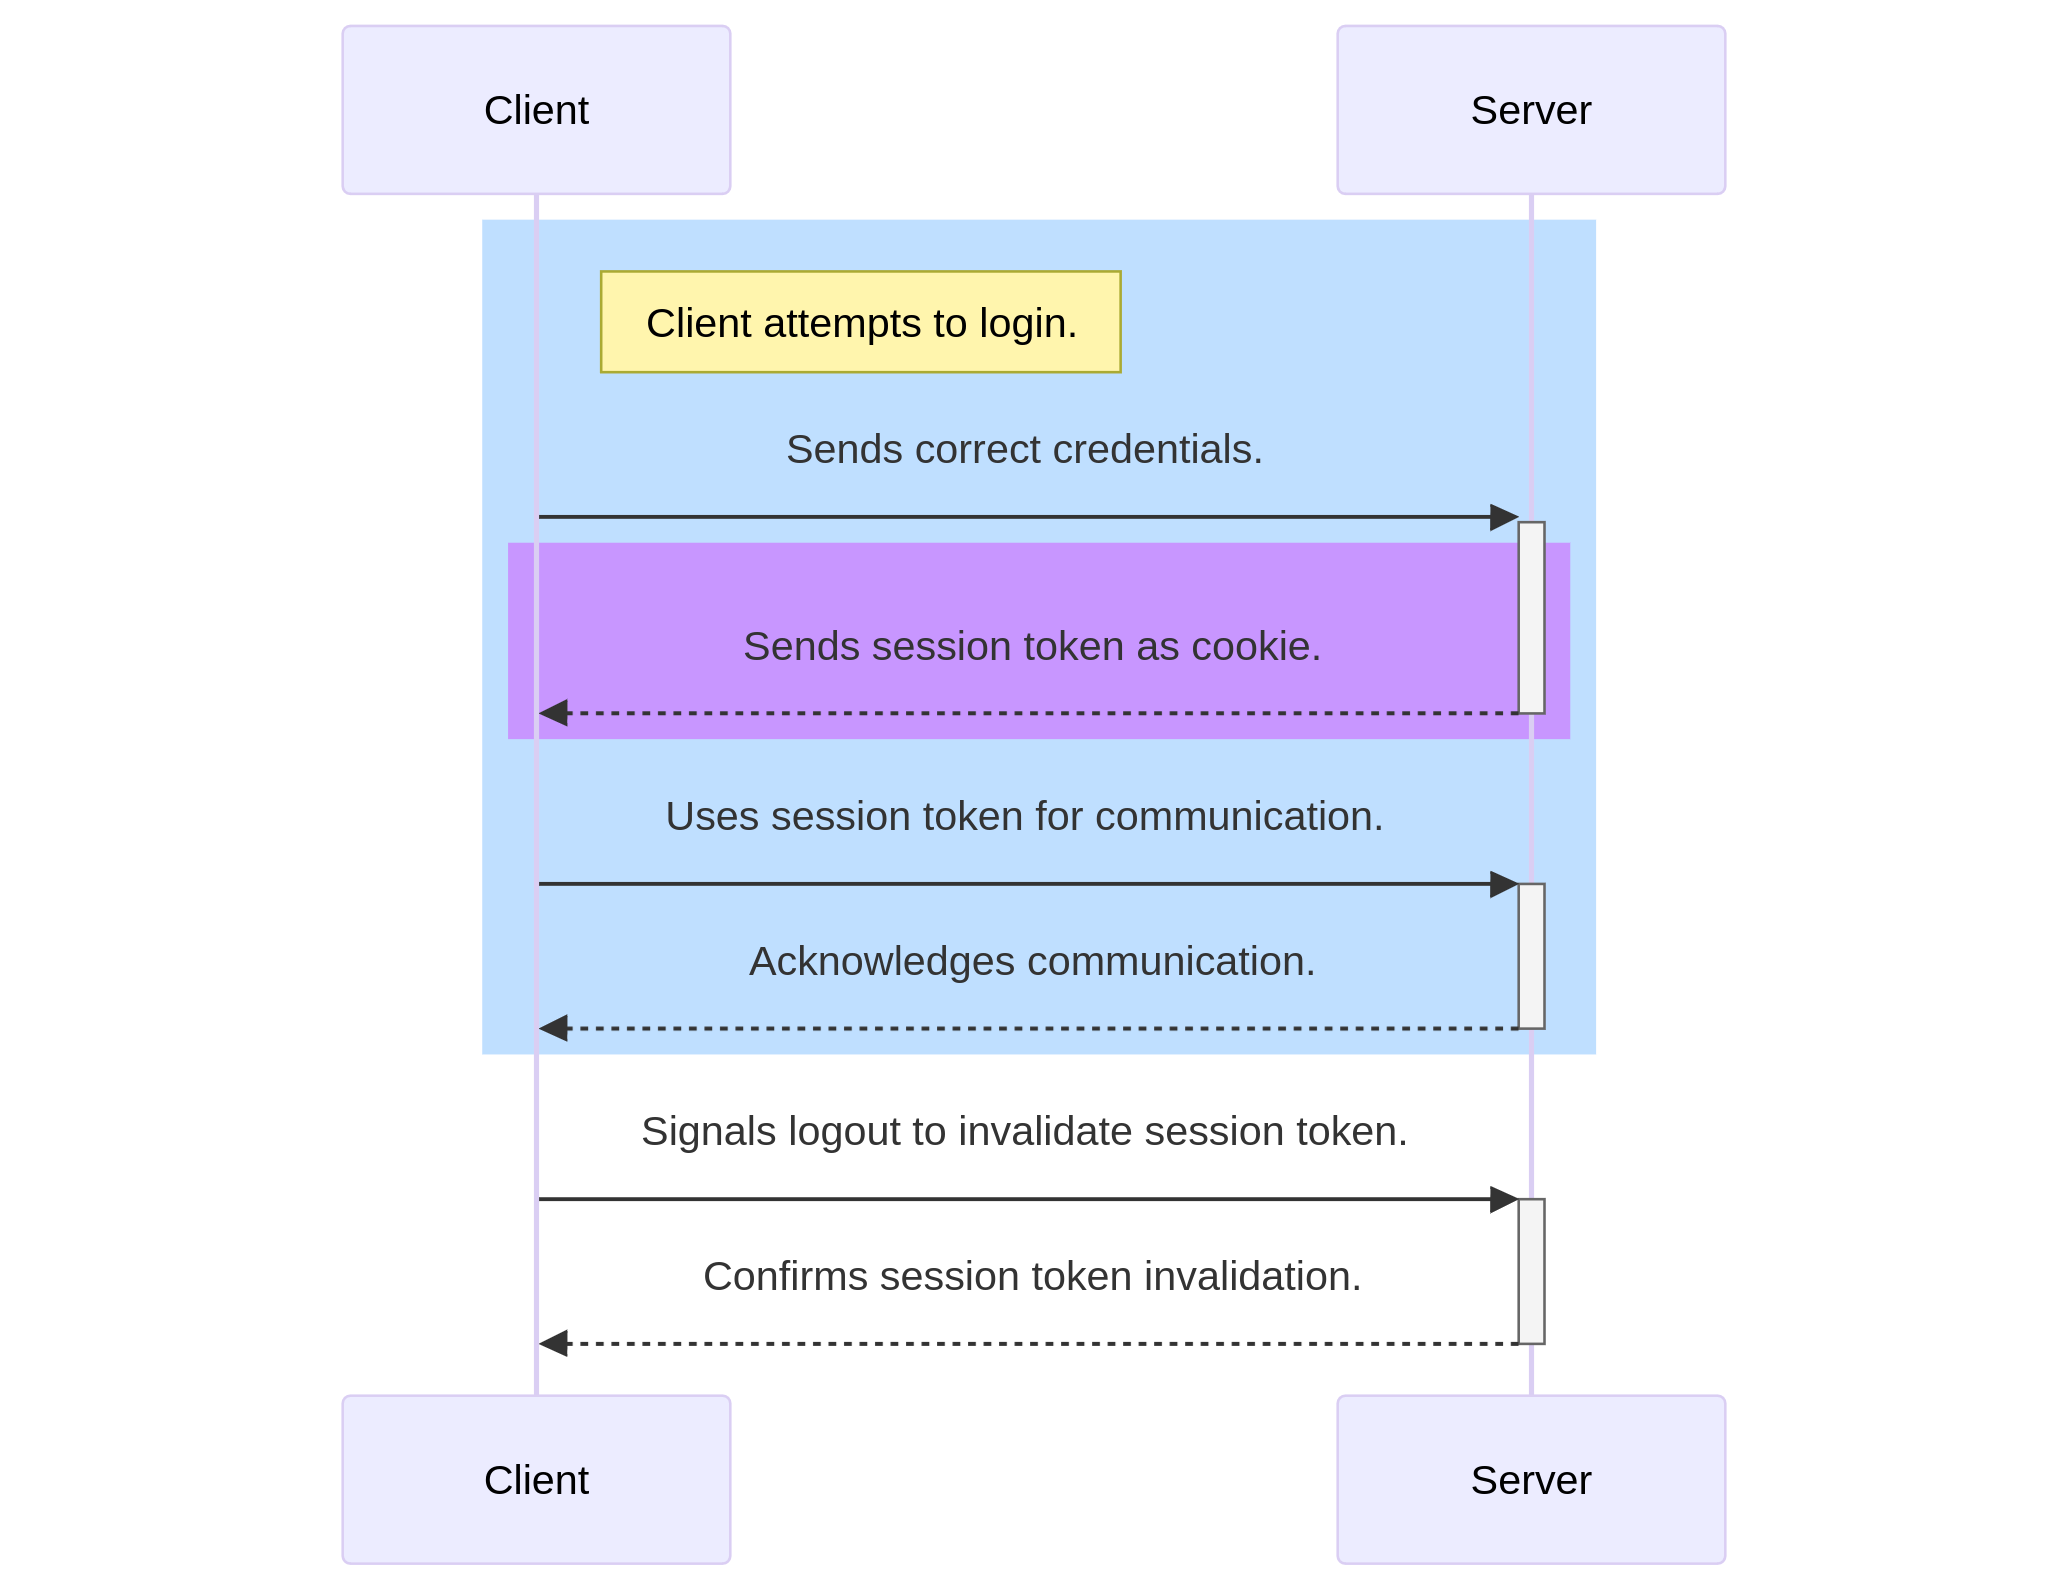 Client
Server
Client attempts to login.
Sends correct credentials.
Sends session token as cookie.
Uses session token for communication.
Acknowledges communication.
Signals logout to invalidate session token.
Confirms session token invalidation.
Client
Server